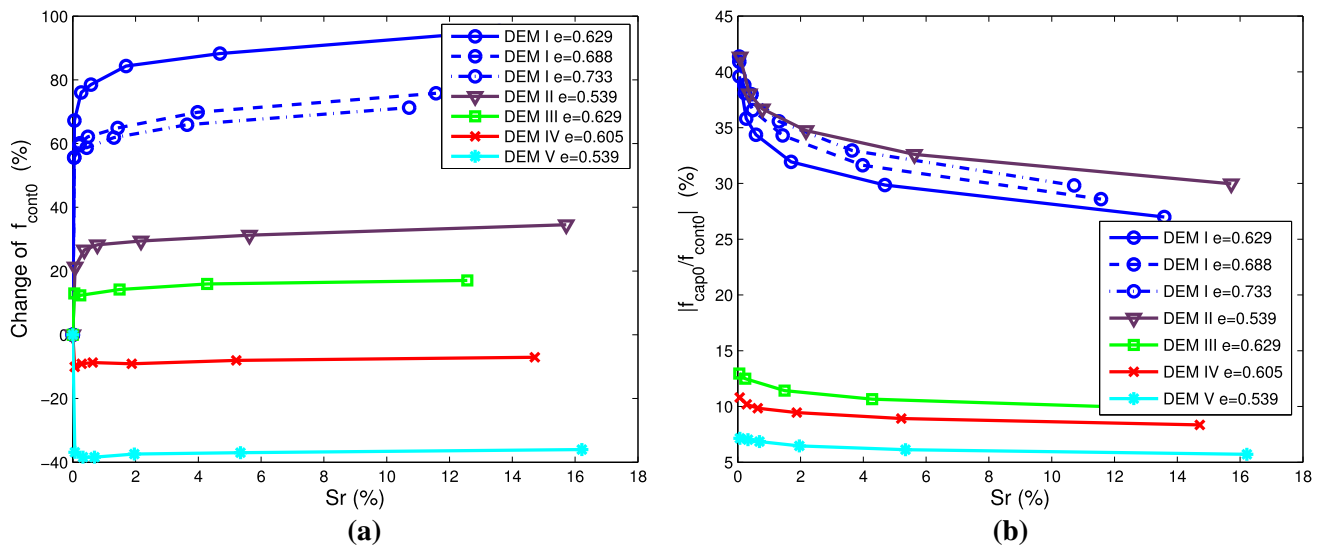 100
80
60
40
20
0
−20
−40
Change of f_cont0 (%)
0 2 4 6 8 10 12 14 16 18
Sr (%)
DEM I e=0.629
DEM I e=0.688
DEM I e=0.733
DEM II e=0.539
DEM III e=0.629
DEM IV e=0.605
DEM V e=0.539
(a)
45
40
35
30
25
20
15
10
5
|f_cap0/f_cont0| (%)
0 2 4 6 8 10 12 14 16 18
Sr (%)
DEM I e=0.629
DEM I e=0.688
DEM I e=0.733
DEM II e=0.539
DEM III e=0.629
DEM IV e=0.605
DEM V e=0.539
(b)